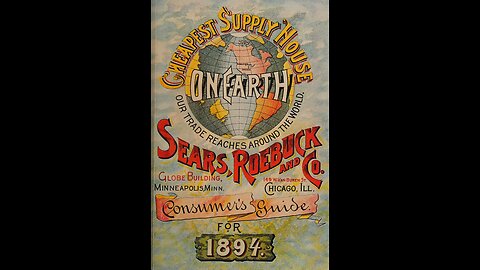 CHEAPEST SUPPLY HOUSE
ON EARTH
OUR TRADE REACHES AROUND THE WORLD.
SEARS, ROEBUCK AND CO.
GLOBE BUILDING,
MINNEAPOLIS, MINN.
CHICAGO, ILL.
Consumer's Guide
FOR
1894.